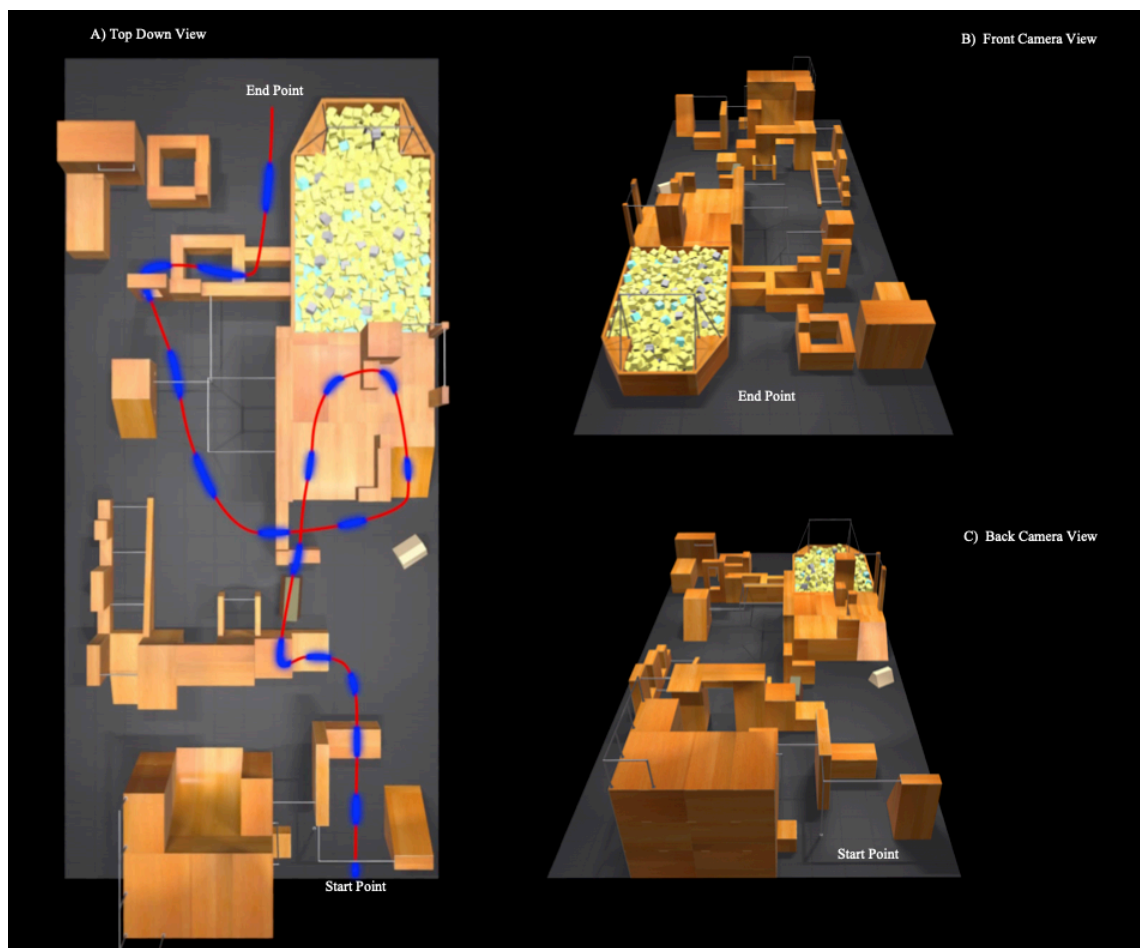 A) Top Down View
B) Front Camera View
End Point
End Point
C) Back Camera View
Start Point
Start Point